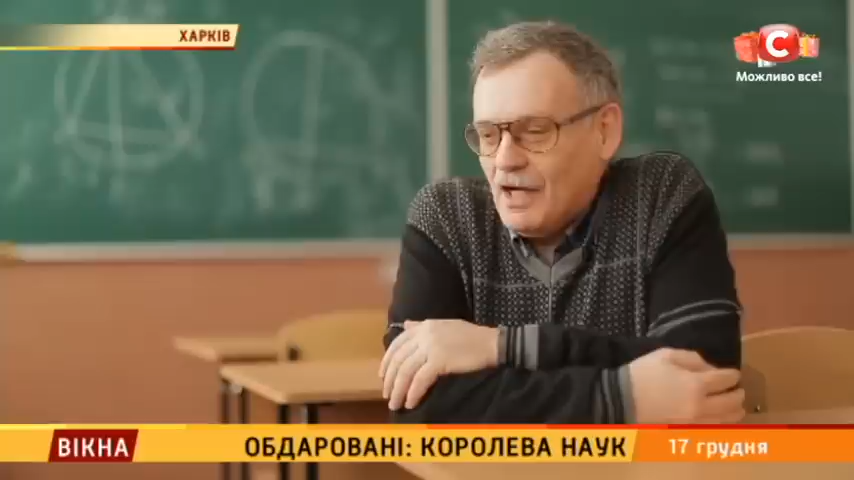 ХАРКІВ
С
Можливо все!
ВІКНА
ОБДАРОВАНІ: КОРОЛЕВА НАУК
17 грудня